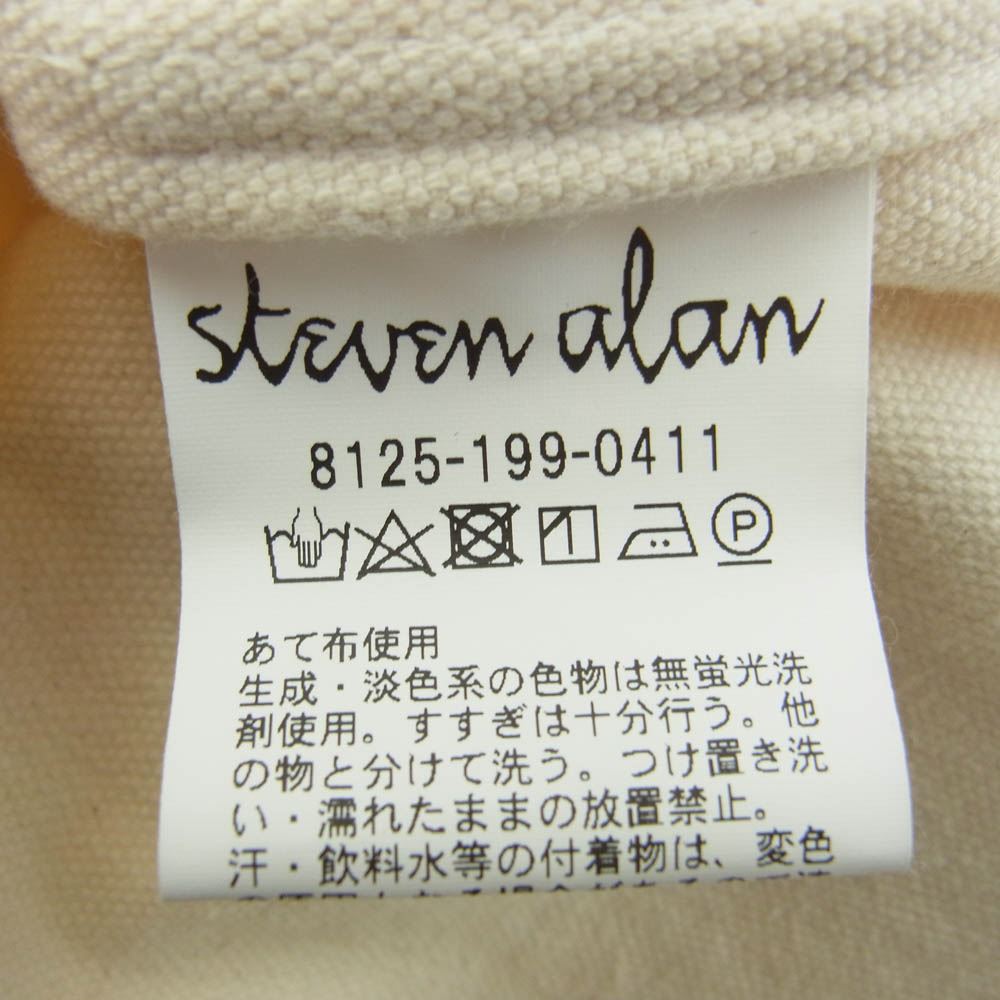 steven alan
8125-199-0411
P
あて布使用
生成・淡色系の色物は無蛍光洗
剤使用。すすぎは十分行う。他
の物と分けて洗う。つけ置き洗
い・濡れたままの放置禁止。
汗・飲料水等の付着物は、変色